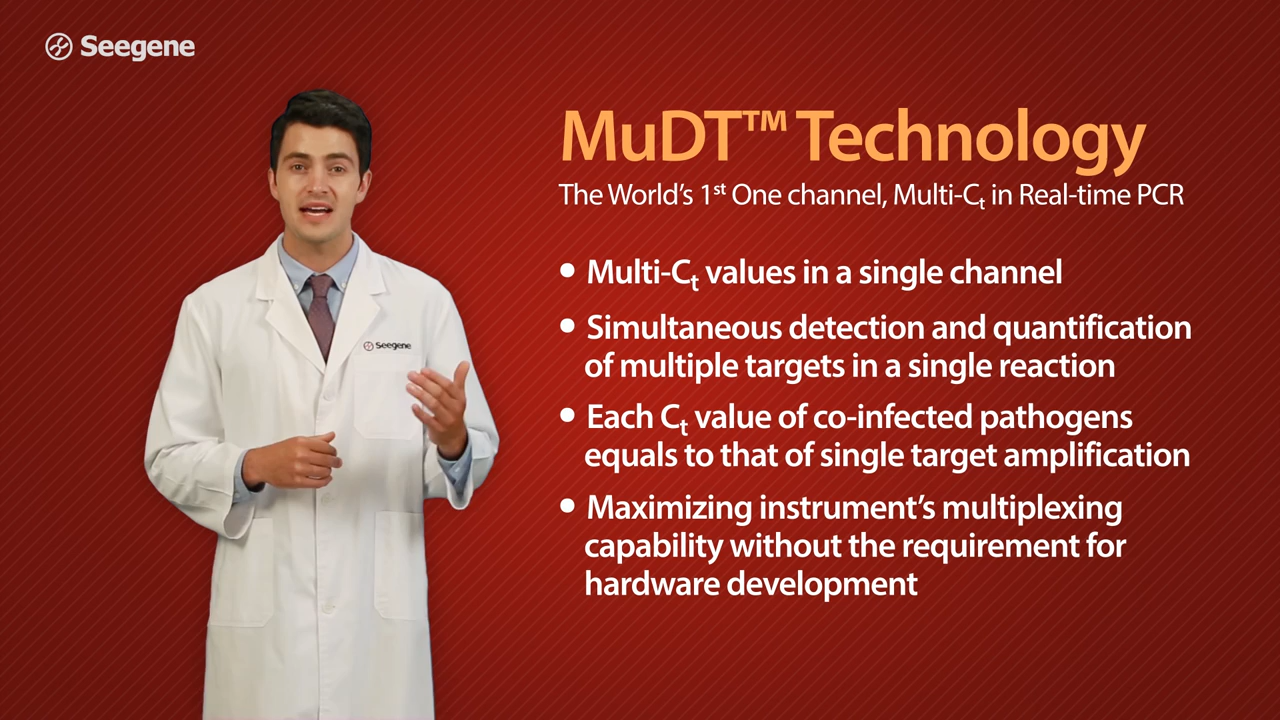 Seegene
MuDT™ Technology
The World's 1st One channel, Multi-Ct in Real-time PCR
• Multi-Ct values in a single channel
• Simultaneous detection and quantification
of multiple targets in a single reaction
• Each Ct value of co-infected pathogens
equals to that of single target amplification
• Maximizing instrument's multiplexing
capability without the requirement for
hardware development
Seegene